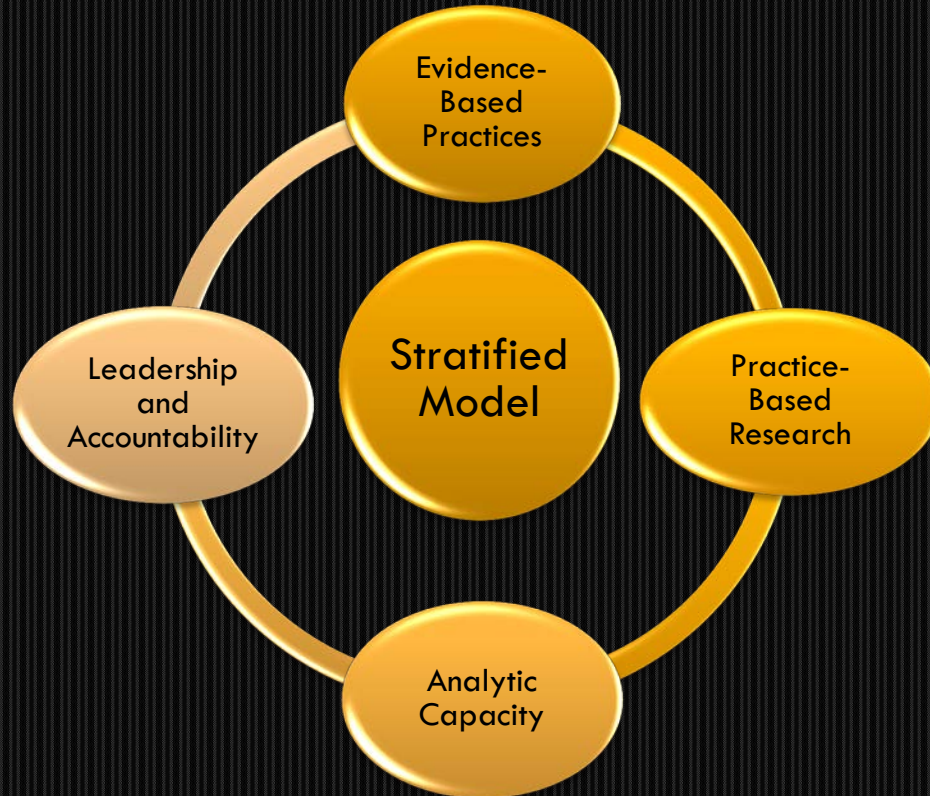 Evidence-
Based
Practices
Stratified
Model
Leadership
and
Accountability
Practice-
Based
Research
Analytic
Capacity